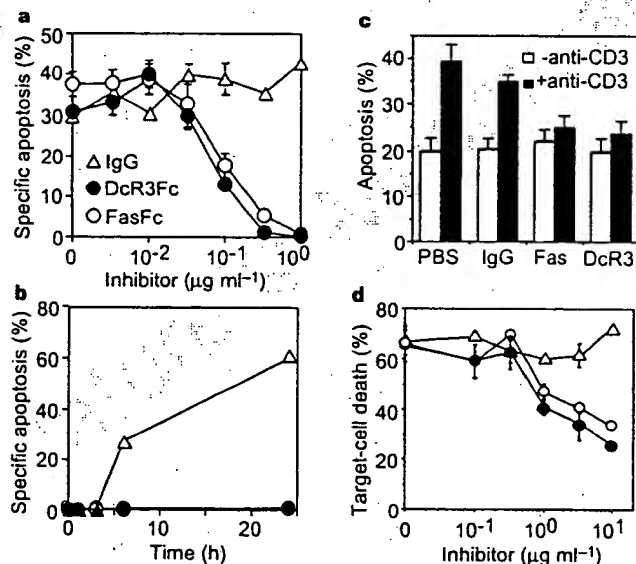 a
Specific apoptosis (%)
50
40
30
20
10
0
IgG
DcR3Fc
FasFc
0 10-2 10-1 100
Inhibitor (µg ml-1)
b
Specific apoptosis (%)
80
60
40
20
0
0 10 20
Time (h)
c
Apoptosis (%)
40
30
20
10
-anti-CD3
+anti-CD3
PBS IgG Fas DcR3
d
Target-cell death (%)
80
60
40
20
0
0 10-1 100 101
Inhibitor (µg ml-1)